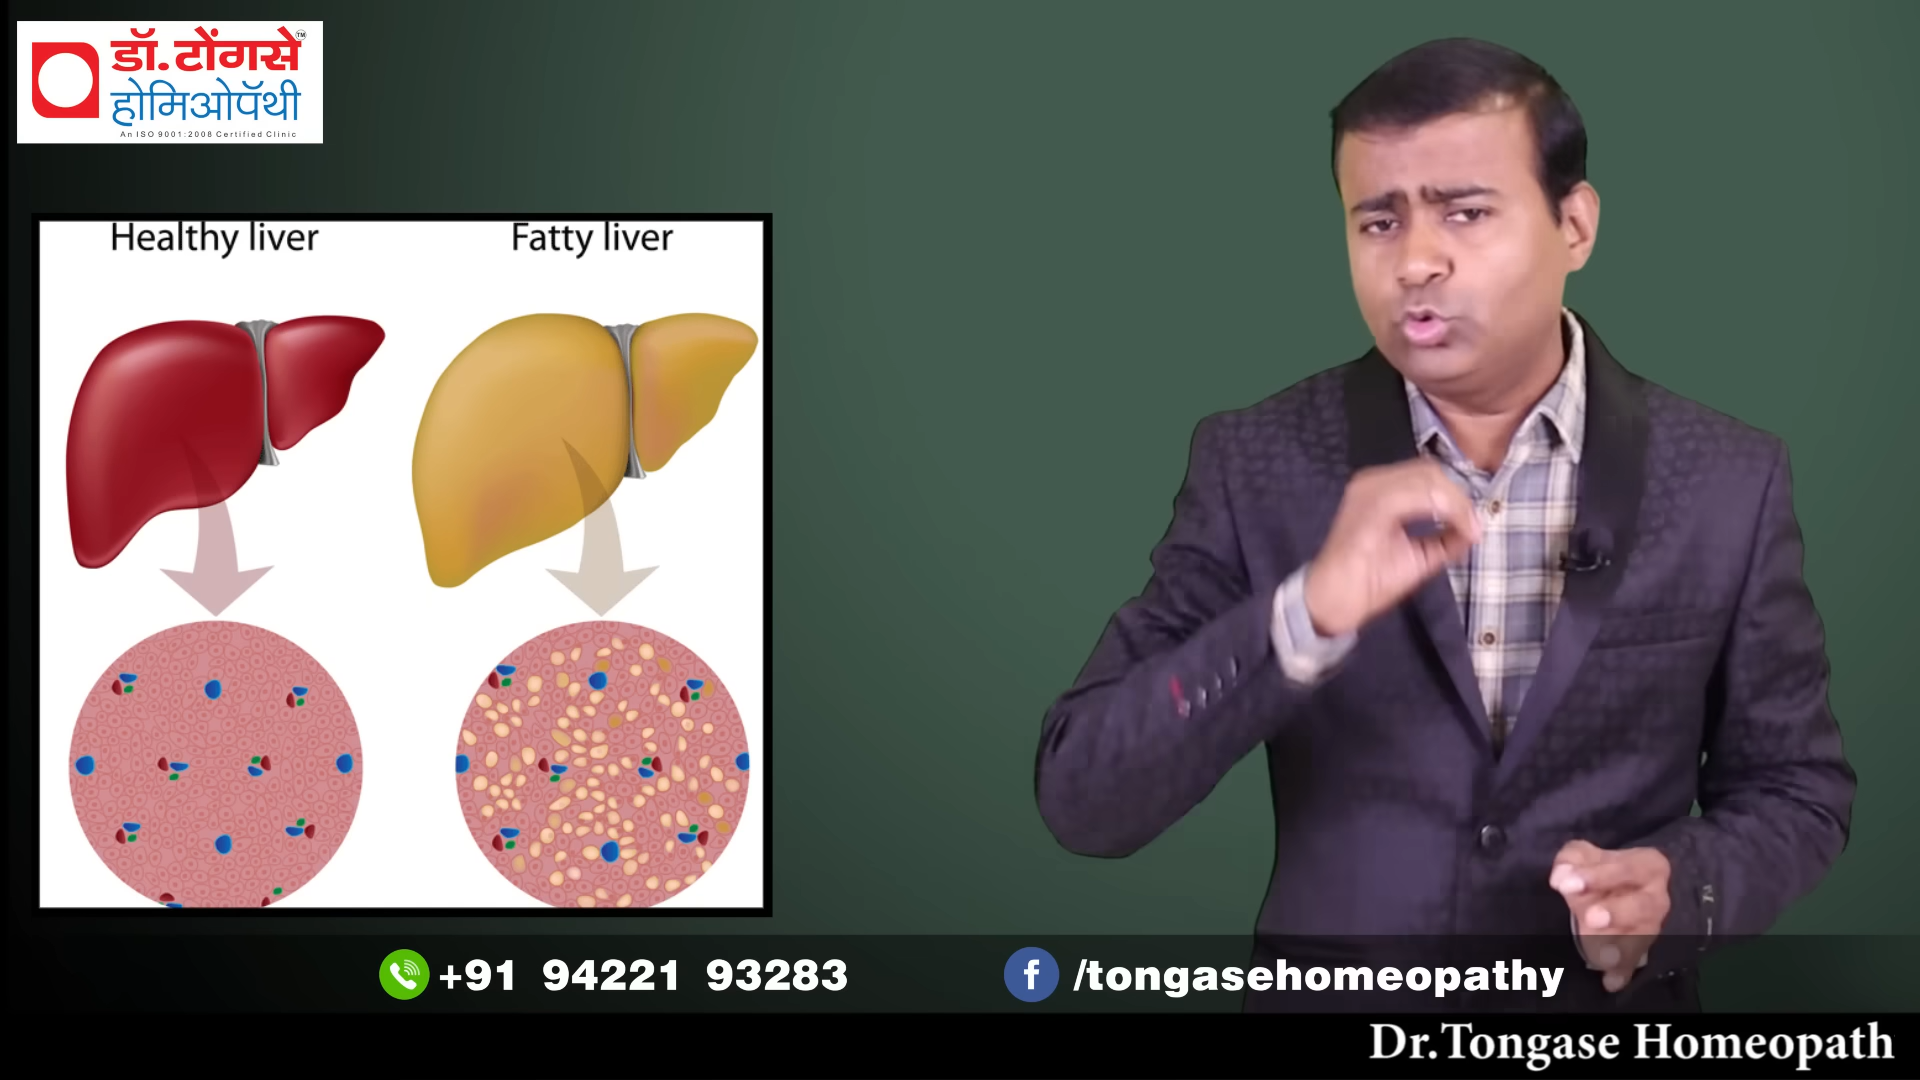 डॉ.टोंगसे TM
होमिओपॅथी
An ISO 9001:2008 Certified Clinic
Healthy liver
Fatty liver
+91 94221 93283
f /tongasehomeopathy
Dr.Tongase Homeopath